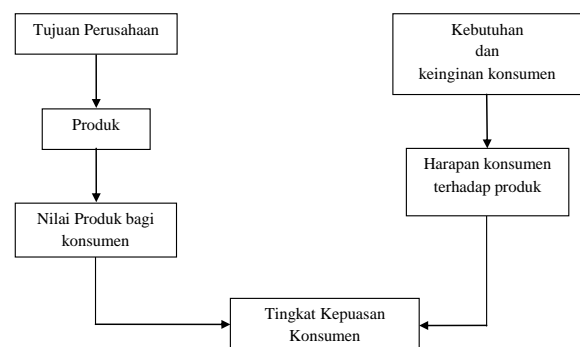 Tujuan Perusahaan
Produk
Nilai Produk bagi
konsumen
Kebutuhan
dan
keinginan konsumen
Harapan konsumen
terhadap produk
Tingkat Kepuasan
Konsumen